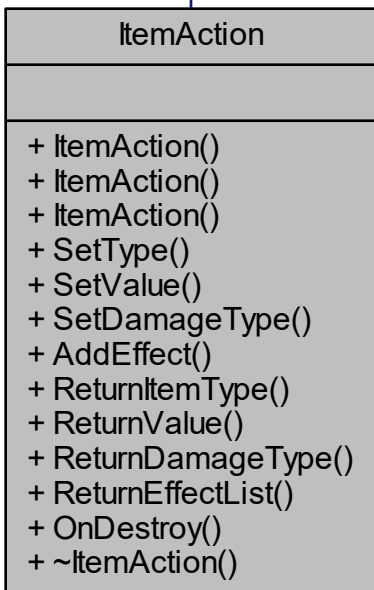 ItemAction
+ ItemAction()
+ ItemAction()
+ ItemAction()
+ SetType()
+ SetValue()
+ SetDamageType()
+ AddEffect()
+ ReturnItemType()
+ ReturnValue()
+ ReturnDamageType()
+ ReturnEffectList()
+ OnDestroy()
+ ~ItemAction()